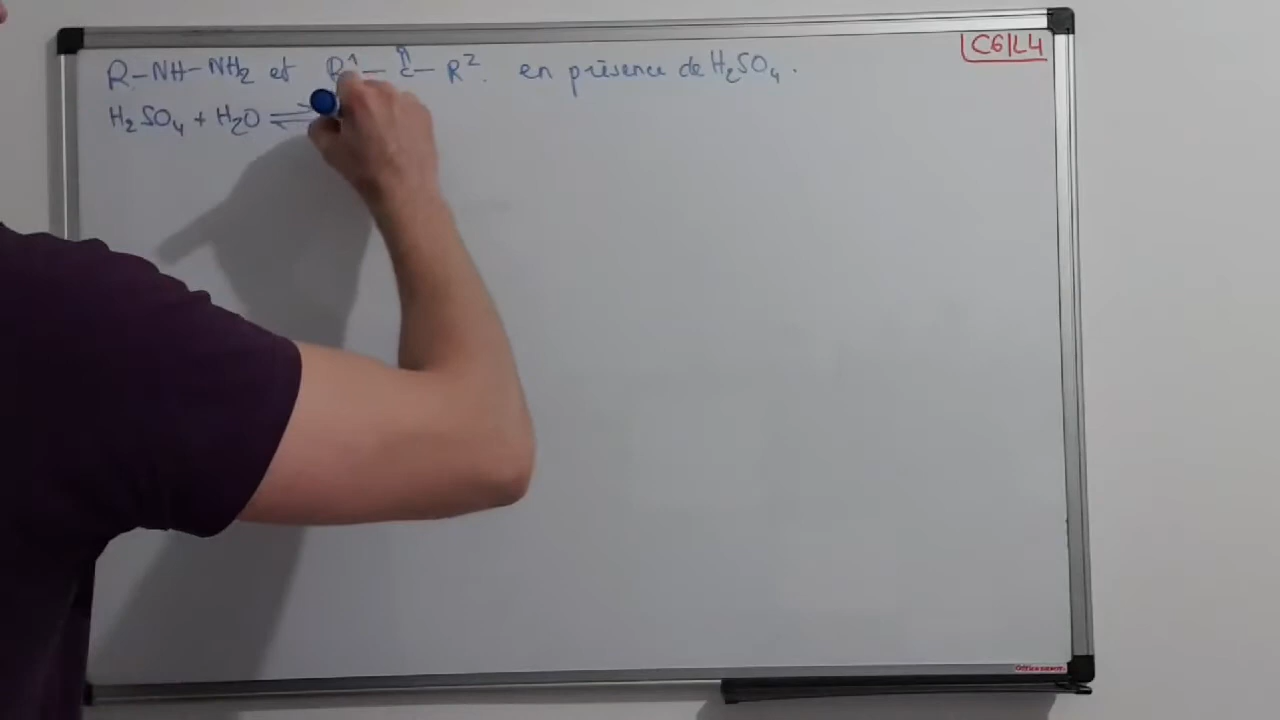 C6/L4
R-NH-NH₂ et R¹-C-R² en présence de H₂SO₄.
H₂SO₄ + H₂O ⇌